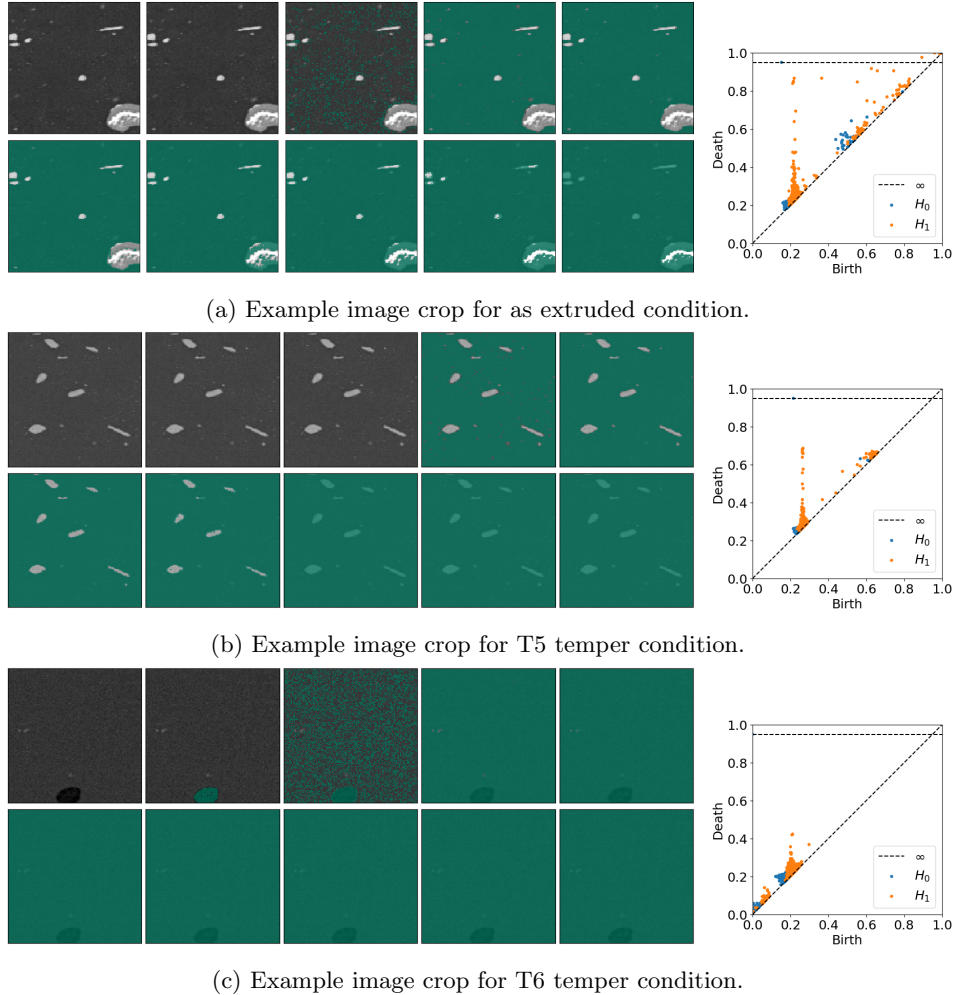 1.0
0.8
0.6
0.4
0.2
0.0
Death
∞
H₀
H₁
0.0 0.2 0.4 0.6 0.8 1.0
Birth
(a) Example image crop for as extruded condition.
1.0
0.8
0.6
0.4
0.2
0.0
Death
∞
H₀
H₁
0.0 0.2 0.4 0.6 0.8 1.0
Birth
(b) Example image crop for T5 temper condition.
1.0
0.8
0.6
0.4
0.2
0.0
Death
∞
H₀
H₁
0.0 0.2 0.4 0.6 0.8 1.0
Birth
(c) Example image crop for T6 temper condition.